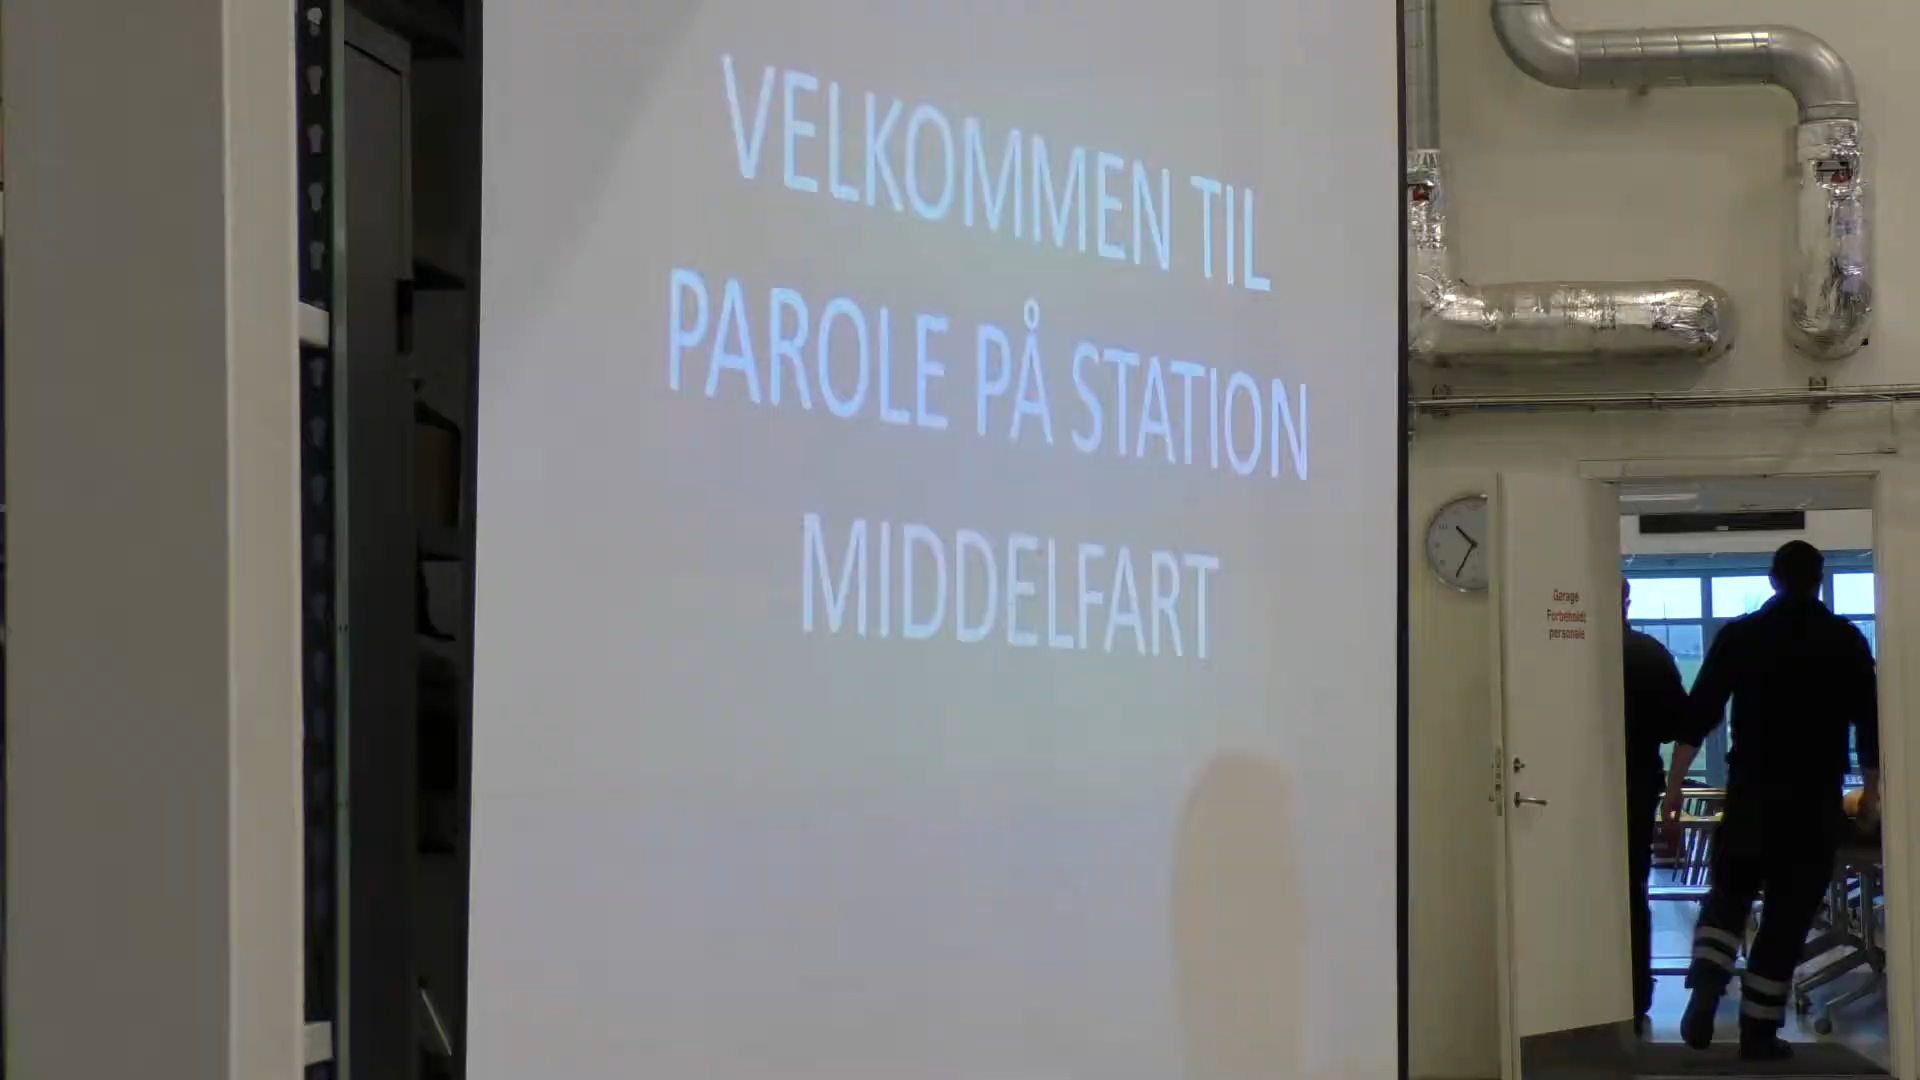 VELKOMMEN TIL
PAROLE PÅ STATION
MIDDELFART
Garage
Forbeholdt
personale